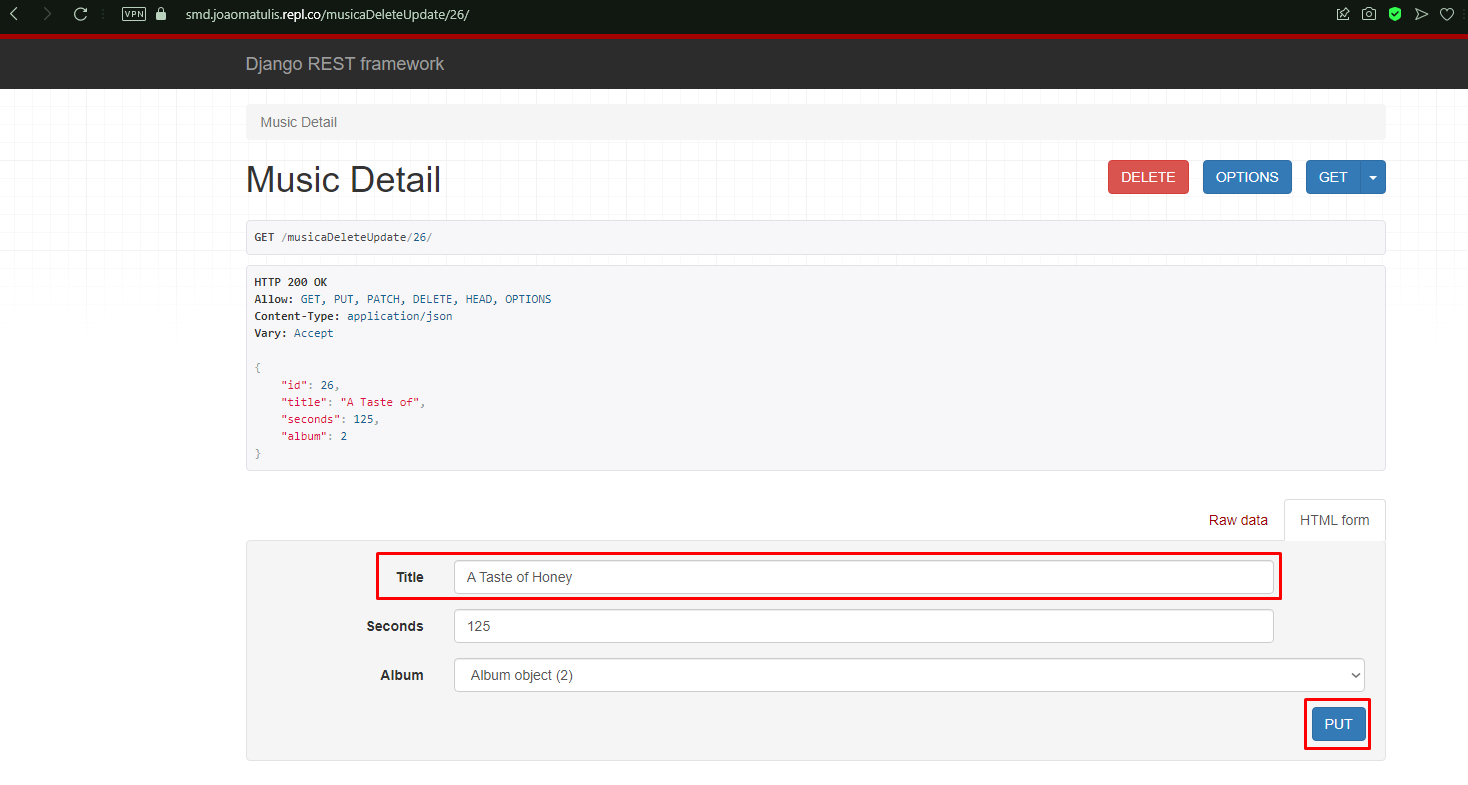 VPN smd.joaomatulis.repl.co/musicaDeleteUpdate/26/
Django REST framework
Music Detail
Music Detail
DELETE OPTIONS GET
GET /musicaDeleteUpdate/26/
HTTP 200 OK
Allow: GET, PUT, PATCH, DELETE, HEAD, OPTIONS
Content-Type: application/json
Vary: Accept
{
"id": 26,
"title": "A Taste of",
"seconds": 125,
"album": 2
}
Raw data HTML form
Title A Taste of Honey
Seconds 125
Album Album object (2)
PUT